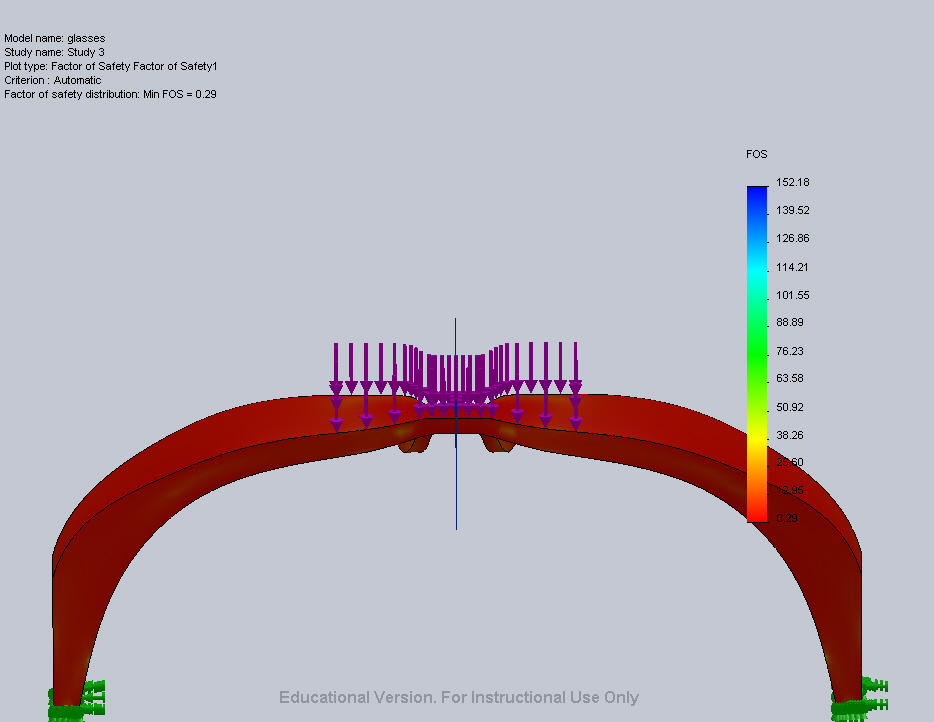 Model name: glasses
Study name: Study 3
Plot type: Factor of Safety Factor of Safety1
Criterion : Automatic
Factor of safety distribution: Min FOS = 0.29
FOS
152.18
139.52
126.86
114.21
101.55
88.89
76.23
63.58
50.92
38.26
25.60
12.95
0.29
Educational Version. For Instructional Use Only